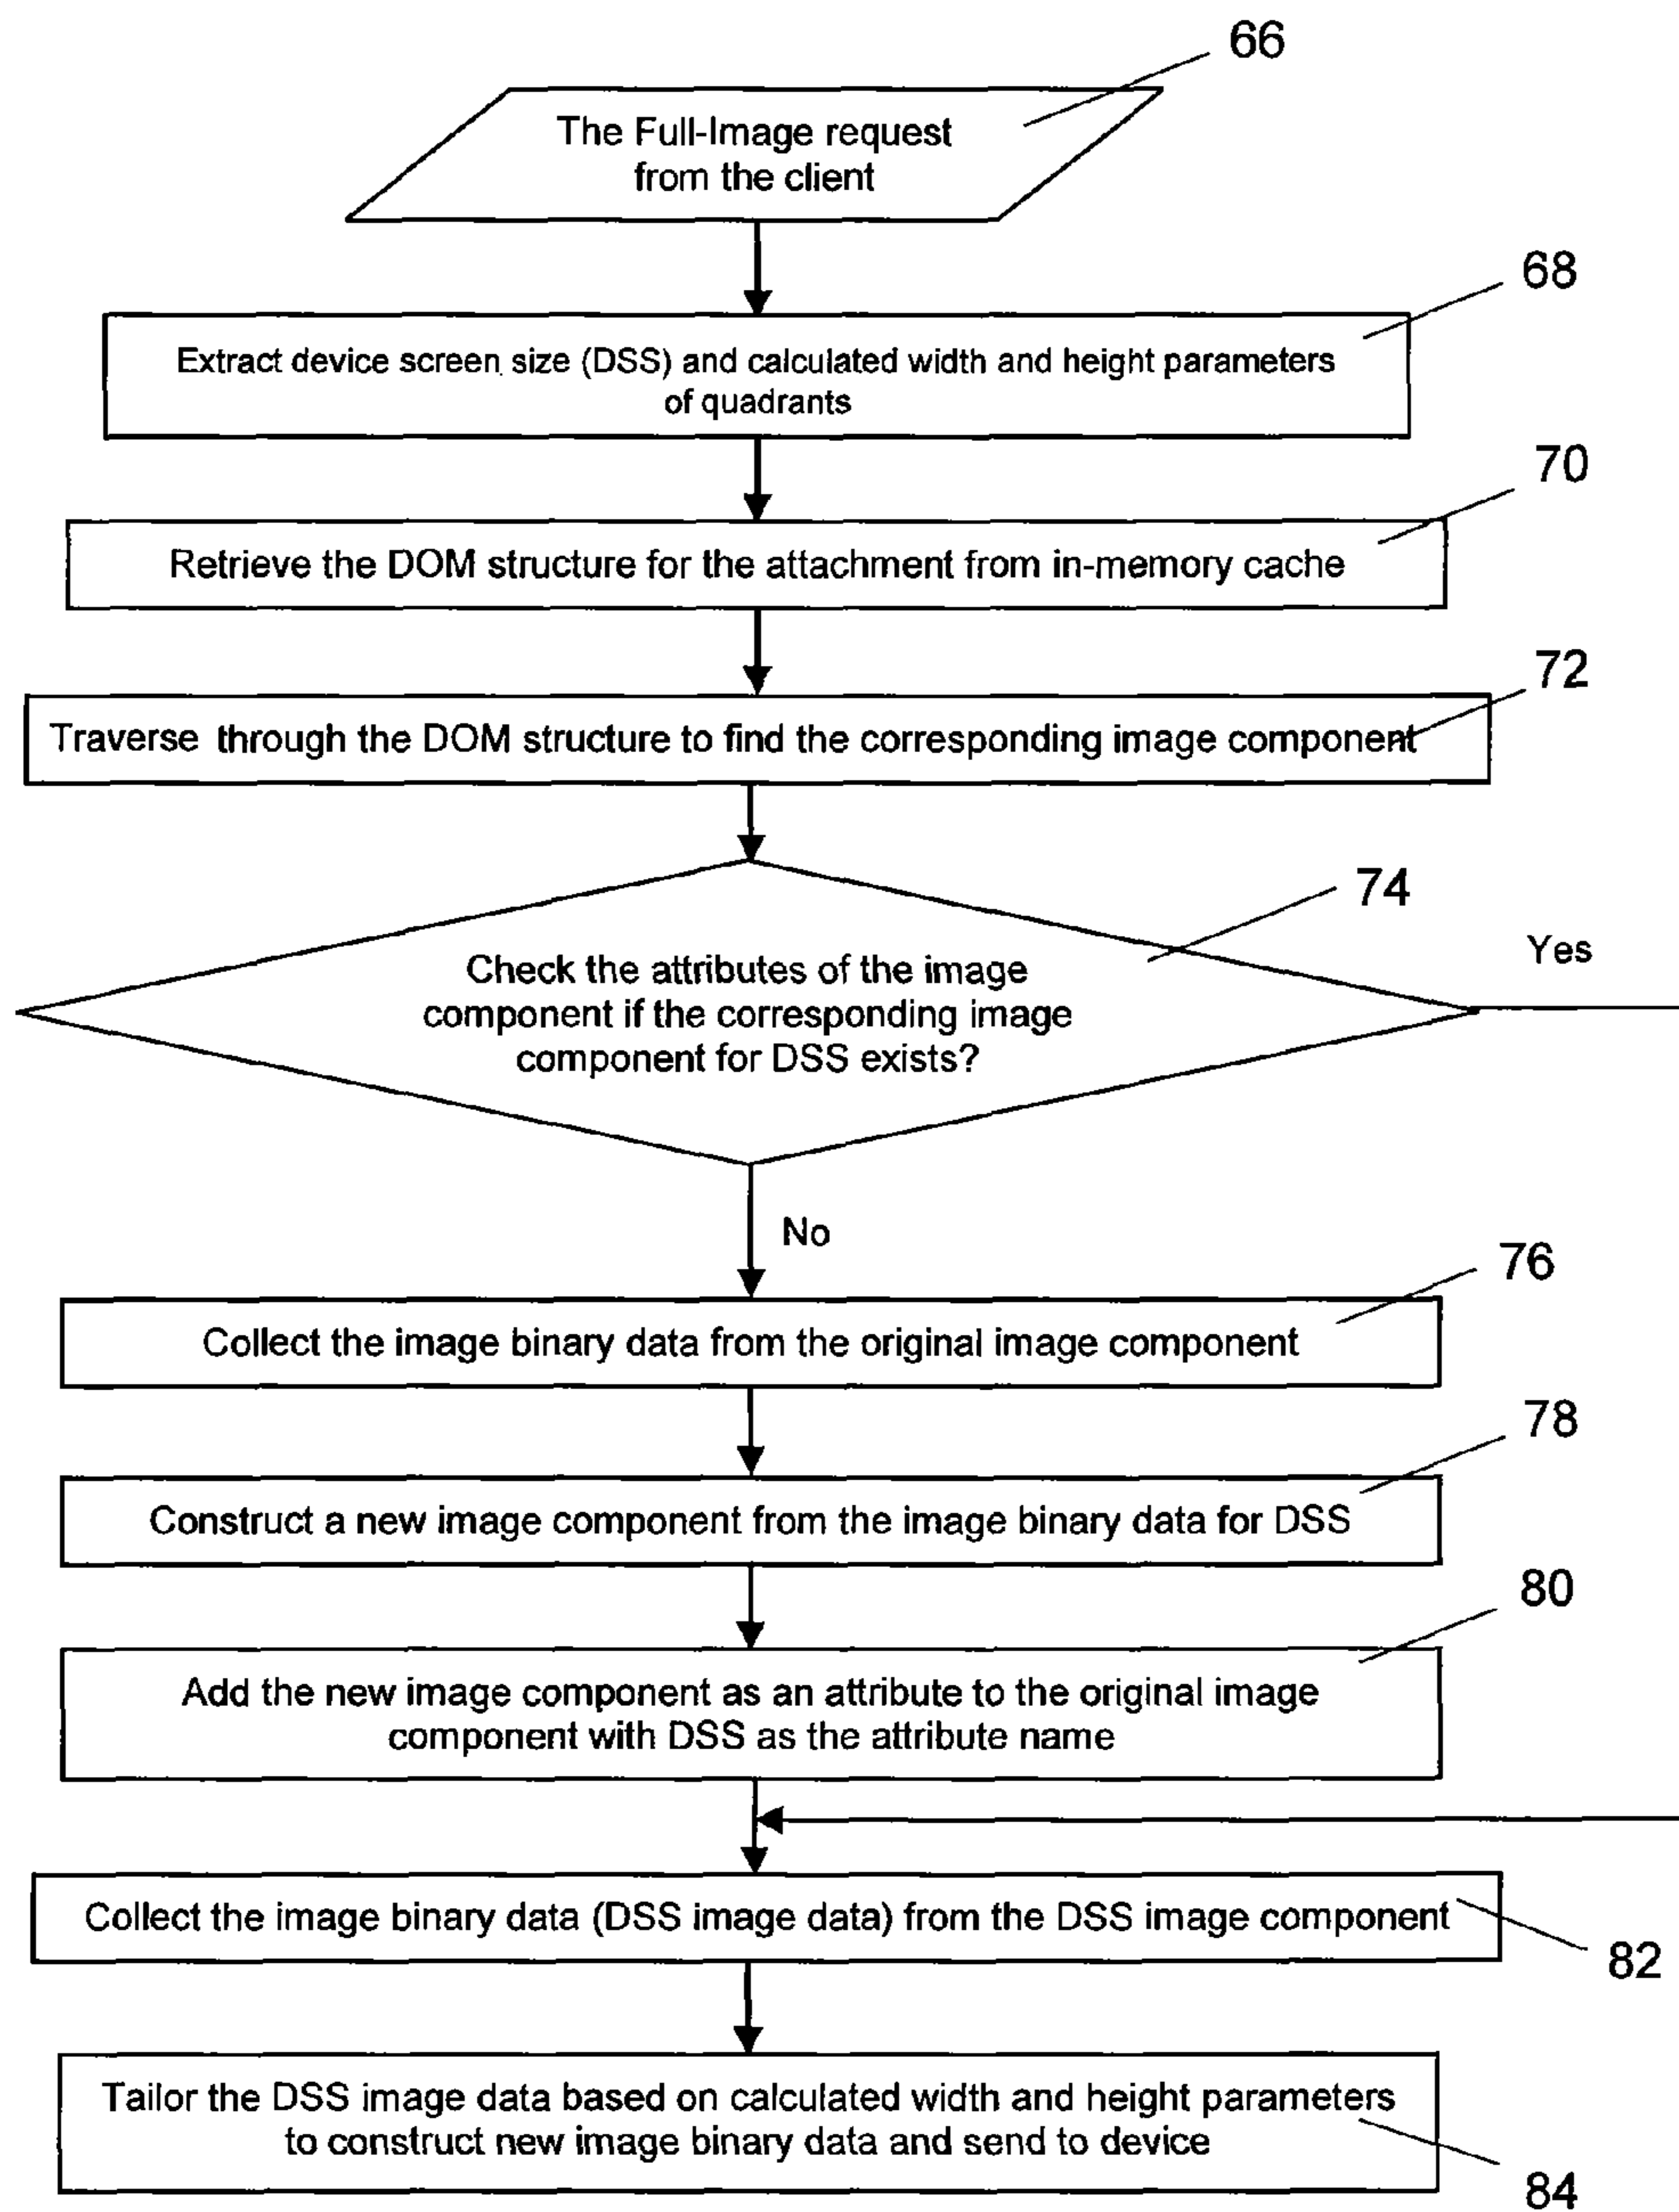 66
The Full-Image request
from the client
68
Extract device screen size (DSS) and calculated width and height parameters
of quadrants
70
Retrieve the DOM structure for the attachment from in-memory cache
72
Traverse through the DOM structure to find the corresponding image component
74
Yes
Check the attributes of the image
component if the corresponding image
component for DSS exists?
No
76
Collect the image binary data from the original image component
78
Construct a new image component from the image binary data for DSS
80
Add the new image component as an attribute to the original image
component with DSS as the attribute name
Collect the image binary data (DSS image data) from the DSS image component
82
Tailor the DSS image data based on calculated width and height parameters
to construct new image binary data and send to device
84